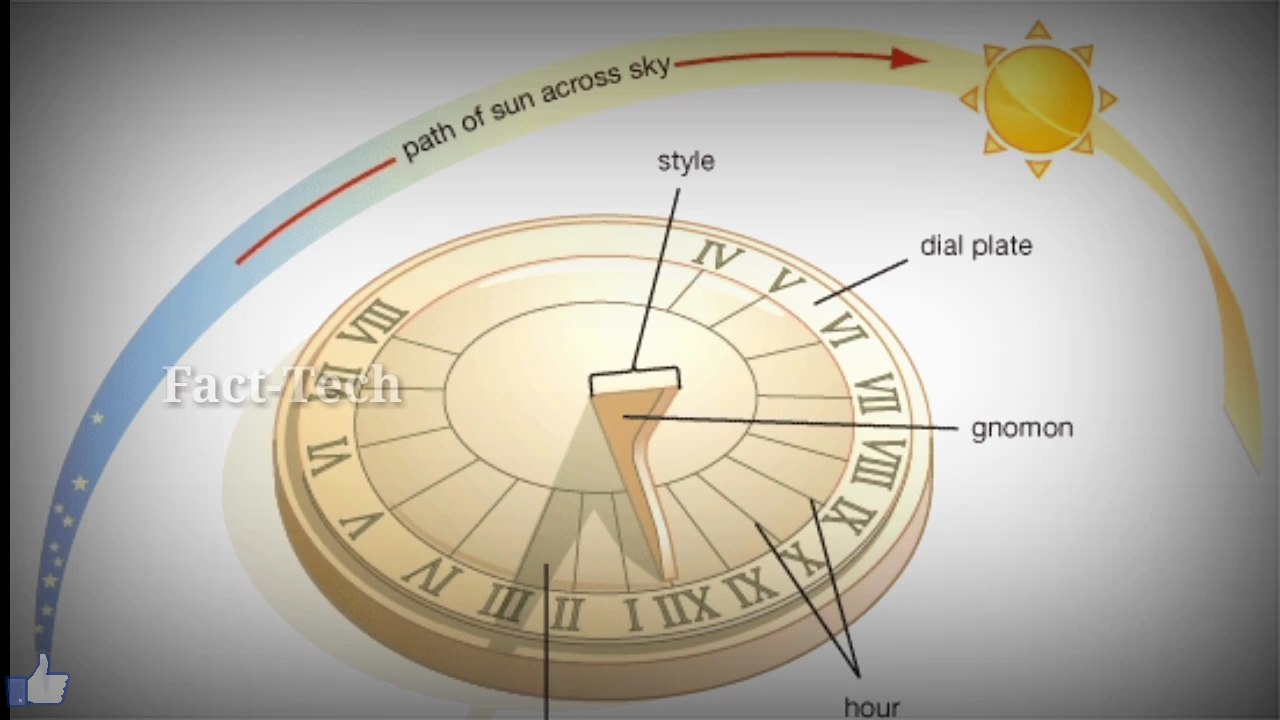 path of sun across sky
style
dial plate
IV
V
VI
VII
VIII
IX
X
XI
XII
I
II
III
IV
V
VI
VIII
Fact-Tech
gnomon
hour